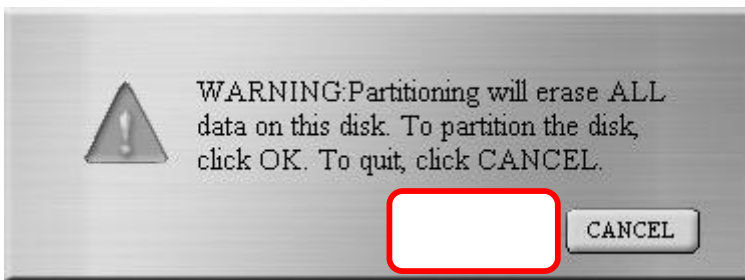 WARNING:Partitioning will erase ALL
data on this disk. To partition the disk,
click OK. To quit, click CANCEL.
CANCEL